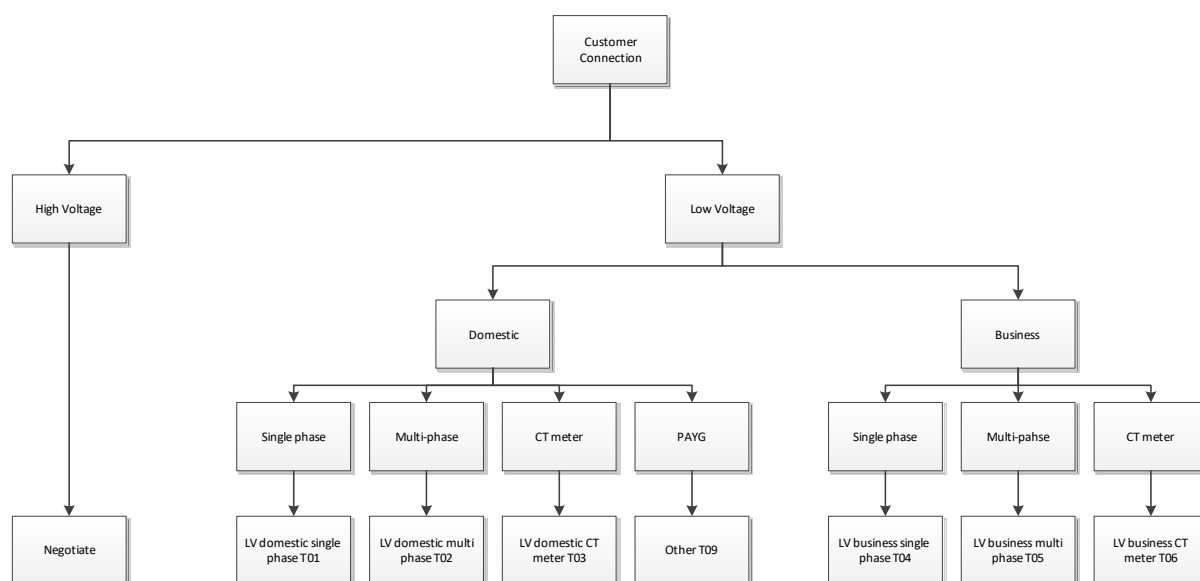 Customer
Connection
High Voltage
Low Voltage
Domestic
Business
Single phase
Multi-phase
CT meter
PAYG
Single phase
Multi-pahse
CT meter
Negotiate
LV domestic single
phase T01
LV domestic multi
phase T02
LV domestic CT
meter T03
Other T09
LV business single
phase T04
LV business multi
phase T05
LV business CT
meter T06